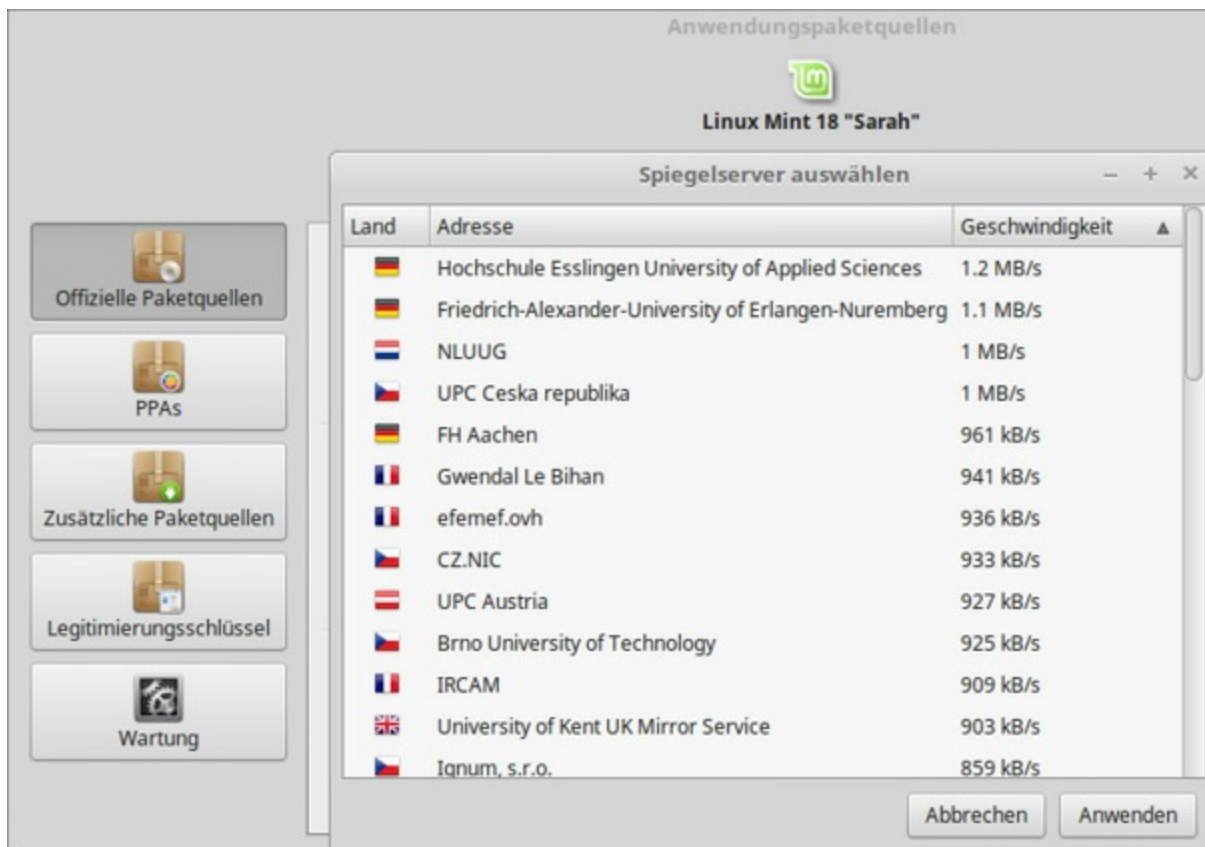 Anwendungspaketquellen
Linux Mint 18 "Sarah"
Offizielle Paketquellen
PPAs
Zusätzliche Paketquellen
Legitimierungsschlüssel
Wartung
Spiegelserver auswählen
Land Adresse Geschwindigkeit
Hochschule Esslingen University of Applied Sciences 1.2 MB/s
Friedrich-Alexander-University of Erlangen-Nuremberg 1.1 MB/s
NLUUG 1 MB/s
UPC Ceska republika 1 MB/s
FH Aachen 961 kB/s
Gwendal Le Bihan 941 kB/s
efemef.ovh 936 kB/s
CZ.NIC 933 kB/s
UPC Austria 927 kB/s
Brno University of Technology 925 kB/s
IRCAM 909 kB/s
University of Kent UK Mirror Service 903 kB/s
Ignum, s.r.o. 859 kB/s
Abbrechen Anwenden